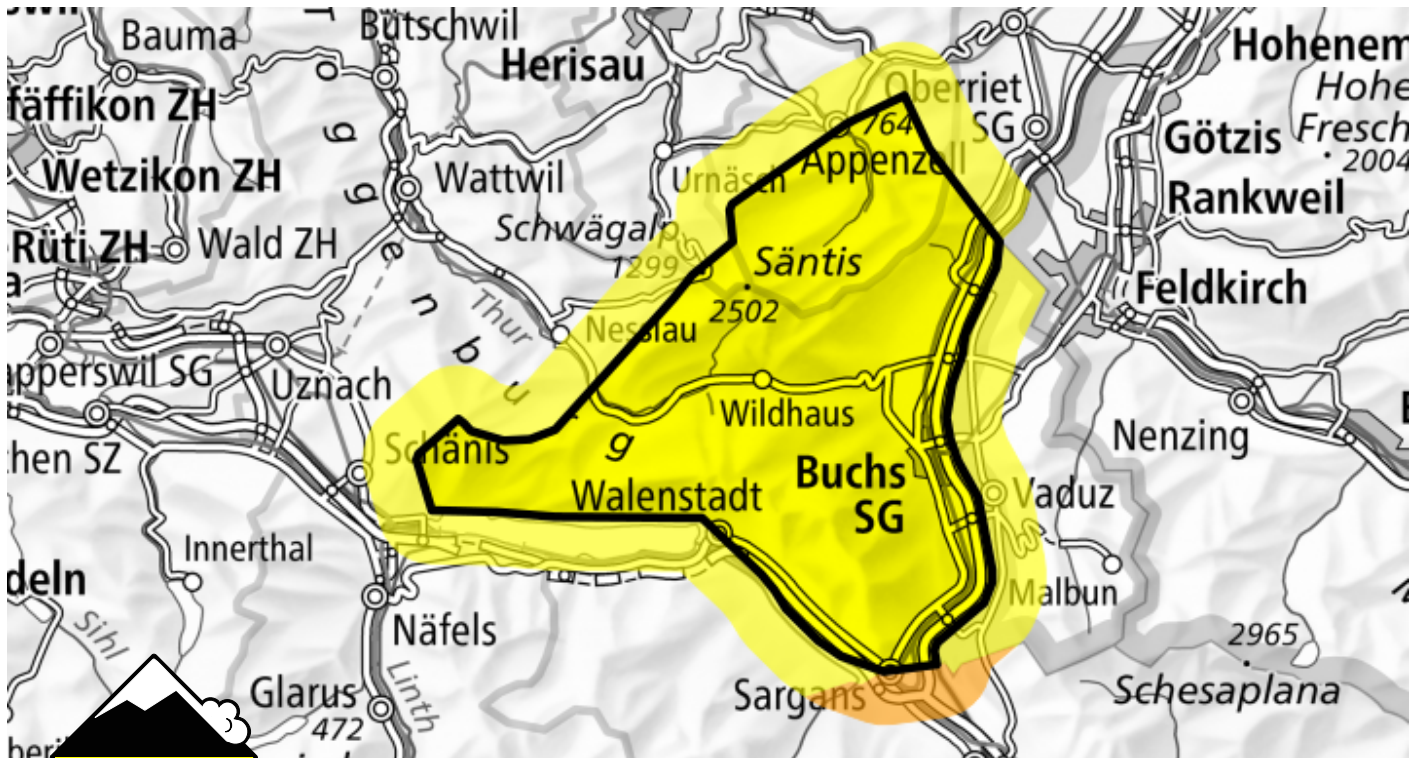 Bauma
Bütschwil
Herisau
Hohenem
Hohe
Fresch
2004
fäffikon ZH
Oberriet
SG
764
Götzis
Appenzell
Wetzikon ZH
Wattwil
Urnäsch
Rankweil
T
o
g
g
e
n
b
u
r
g
Rüti ZH
Wald ZH
Schwägalp
1299
Säntis
2502
Feldkirch
Thur
Nesslau
apperswil SG
Uznach
Wildhaus
Nenzing
chen SZ
Schänis
Walenstadt
Buchs
SG
Vaduz
Innerthal
deln
Malbun
Näfels
Sihl
2965
Schesaplana
Glarus
472
Linth
Sargans